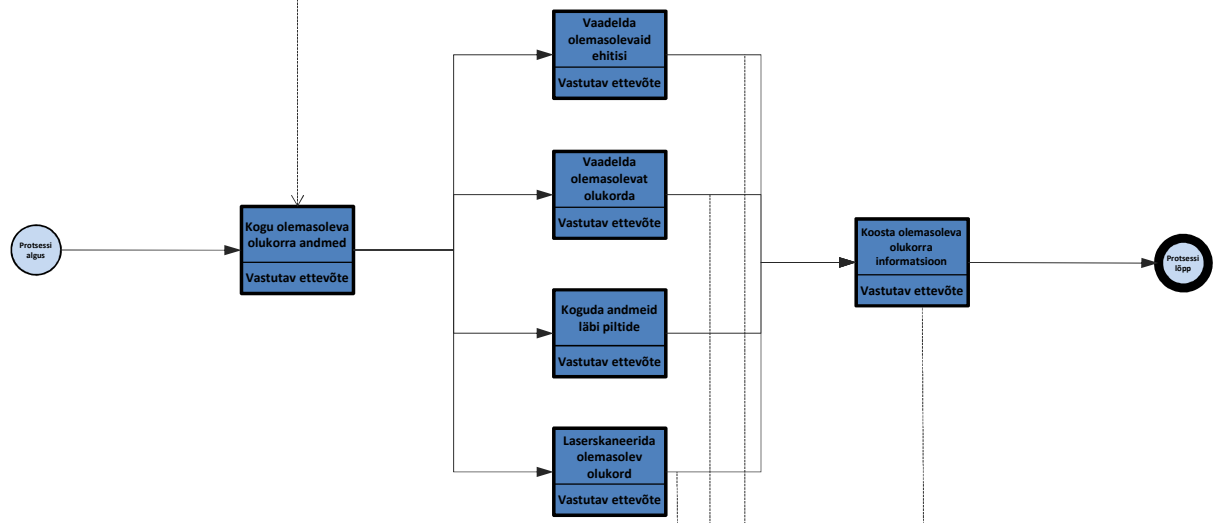 Protsessi
algus
Kogu olemasoleva
olukorra andmed
Vastutav ettevõte
Vaadelda
olemasolevaid
ehitisi
Vastutav ettevõte
Vaadelda
olemasolevat
olukorda
Vastutav ettevõte
Koguda andmeid
läbi piltide
Vastutav ettevõte
Laserskaneerida
olemasolev
olukord
Vastutav ettevõte
Koosta olemasoleva
olukorra
informatsioon
Vastutav ettevõte
Protsessi
lõpp